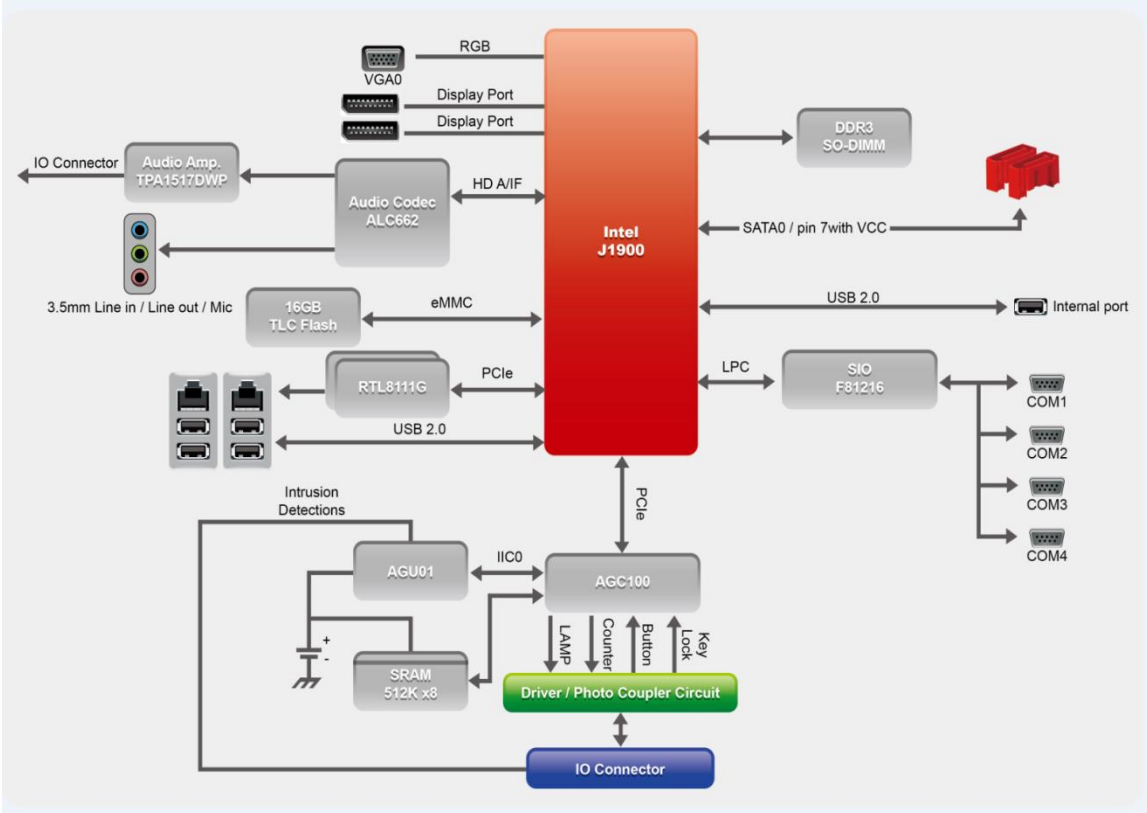 RGB
VGA0
Display Port
Display Port
DDR3
SO-DIMM
IO Connector
Audio Amp.
TPA1517DWP
Audio Codec
ALC662
HD A/IF
Intel
J1900
SATA0 / pin 7with VCC
3.5mm Line in / Line out / Mic
16GB
TLC Flash
eMMC
USB 2.0
Internal port
RTL8111G
PCIe
LPC
SIO
F81216
COM1
COM2
COM3
COM4
USB 2.0
PCIe
Intrusion
Detections
AGU01
IIC0
AGC100
LAMP
Counter
Button
Key
Lock
+
-
SRAM
512K x8
Driver / Photo Coupler Circuit
IO Connector